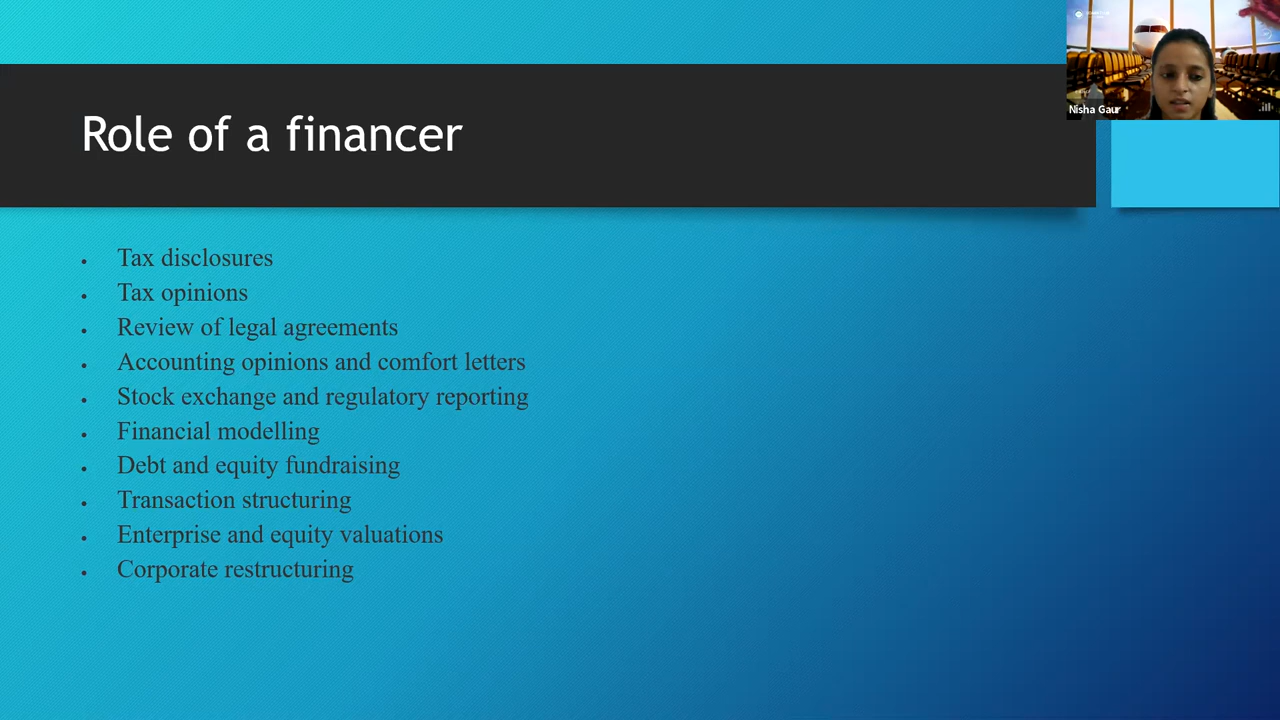 Role of a financer
Nisha Gaur
Tax disclosures
Tax opinions
Review of legal agreements
Accounting opinions and comfort letters
Stock exchange and regulatory reporting
Financial modelling
Debt and equity fundraising
Transaction structuring
Enterprise and equity valuations
Corporate restructuring